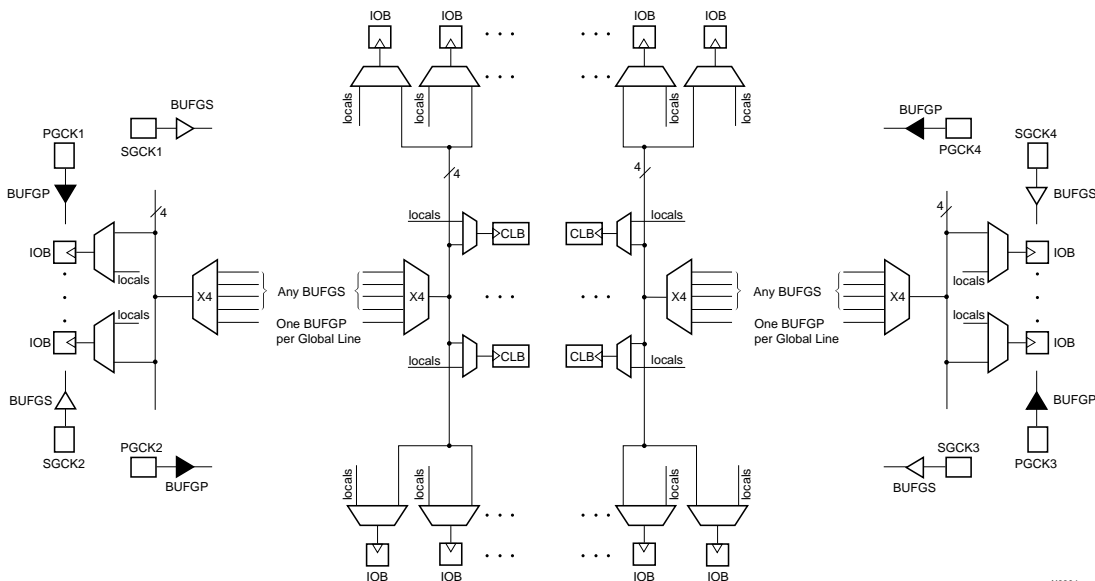 IOB IOB IOB IOB
locals locals locals locals
BUFGS
SGCK1
PGCK1
BUFGP
BUFGP
PGCK4
SGCK4
BUFGS
4 4 4 4
locals CLB CLB locals
IOB locals locals IOB
X4 Any BUFGS X4 X4 Any BUFGS X4
One BUFGP
per Global Line
One BUFGP
per Global Line
IOB locals locals IOB
locals CLB CLB locals
BUFGS
SGCK2
PGCK2
BUFGP
BUFGP
PGCK3
SGCK3
BUFGS
locals locals locals locals
IOB IOB IOB IOB